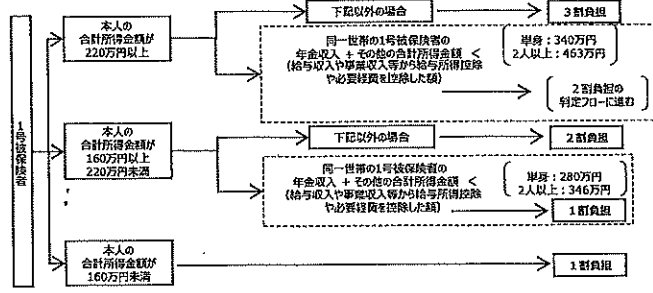 1号被保険者
本人の
合計所得金額が
220万円以上
下記以外の場合
3割負担
同一世帯の1号被保険者の
年金収入 + その他の合計所得金額 <
(給与収入や事業収入等から給与所得控除
や必要経費を控除した額)
単身:340万円
2人以上:463万円
2割負担の
判定フローに進む
本人の
合計所得金額が
160万円以上
220万円未満
下記以外の場合
2割負担
同一世帯の1号被保険者の
年金収入 + その他の合計所得金額 <
(給与収入や事業収入等から給与所得控除
や必要経費を控除した額)
単身:280万円
2人以上:346万円
1割負担
本人の
合計所得金額が
160万円未満
1割負担